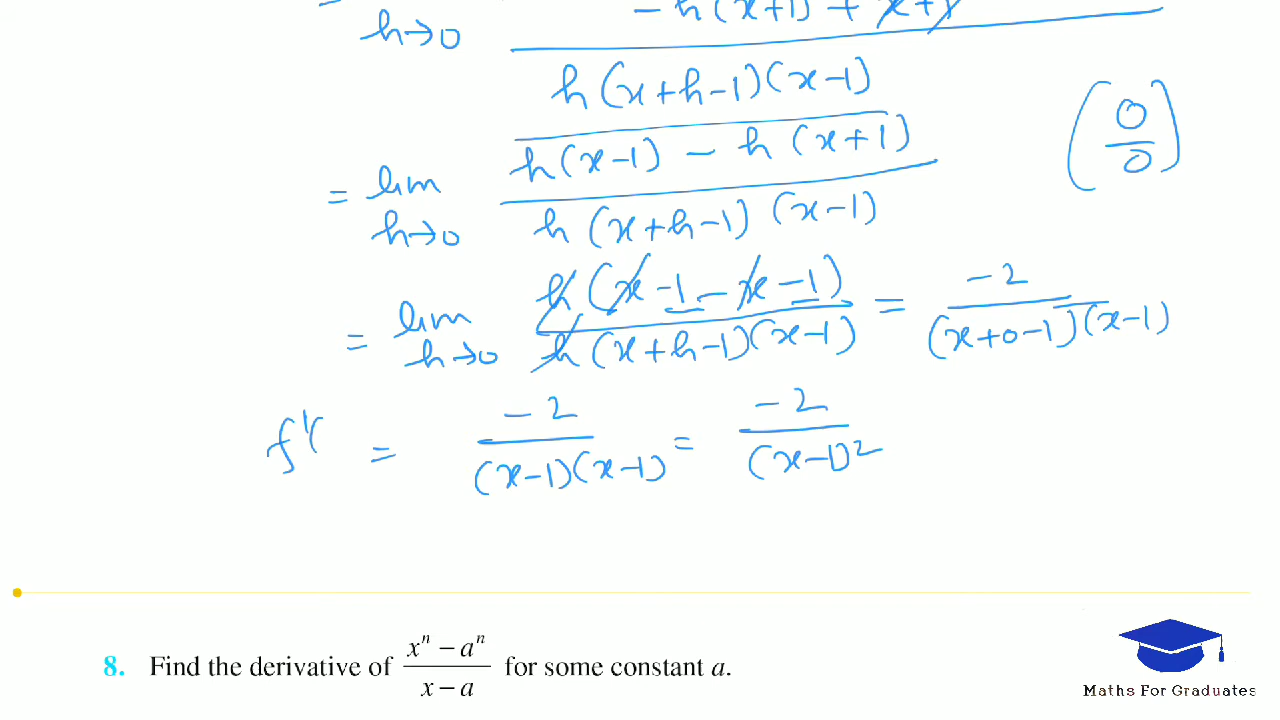 = lim h→0 – h (x+1) + x+1
h (x+h–1)(x–1)
= lim h→0 h (x–1) – h (x+1) / h (x+h–1) (x–1) (0/0)
= lim h→0 h (x –1 – x –1) / h (x+h–1)(x–1) = –2 / (x+0–1)(x–1)
f' = –2 / (x–1)(x–1) = –2 / (x–1)2
8. Find the derivative of xⁿ – aⁿ / x – a for some constant a.
Maths For Graduates